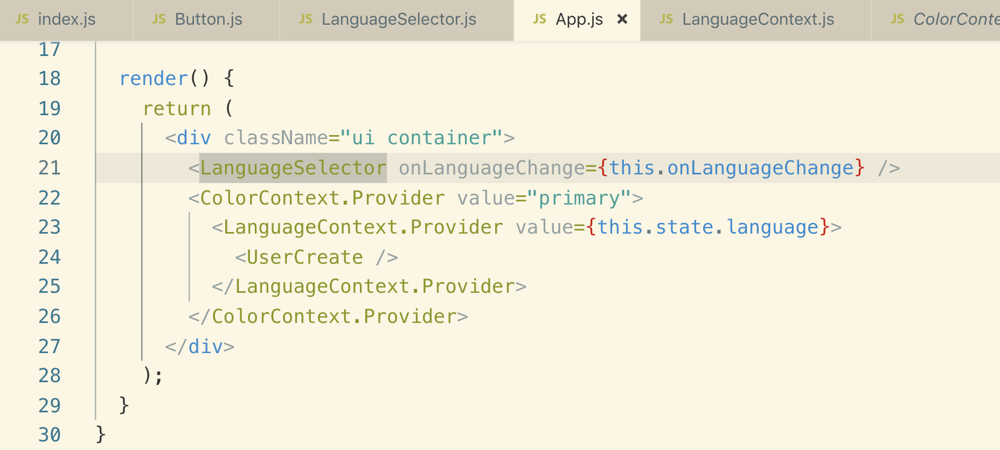 JS index.js JS Button.js JS LanguageSelector.js JS App.js × JS LanguageContext.js JS ColorConte
17
18 render() {
19 return (
20 <div className="ui container">
21 <LanguageSelector onLanguageChange={this.onLanguageChange} />
22 <ColorContext.Provider value="primary">
23 <LanguageContext.Provider value={this.state.language}>
24 <UserCreate />
25 </LanguageContext.Provider>
26 </ColorContext.Provider>
27 </div>
28 );
29 }
30 }